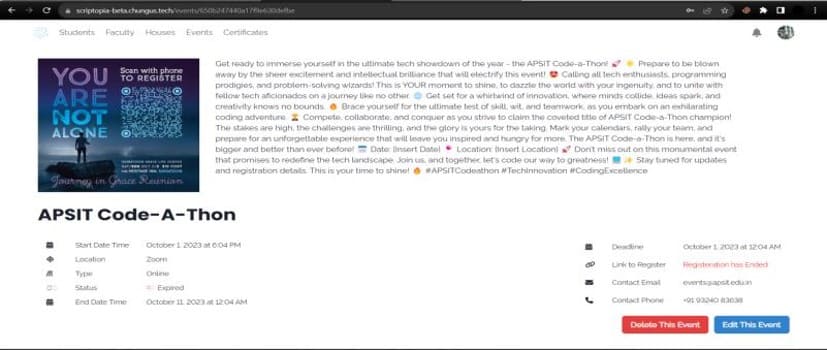 scriptopia-beta.chungus.tech/events/650b247440a17f9e630defbe
Students Faculty Houses Events Certificates
YOU
ARE
NOT
ALONE
Scan with phone
TO REGISTER
Journey in Grace Reunion
Get ready to immerse yourself in the ultimate tech showdown of the year - the APSIT Code-a-Thon! 🚀 🌟 Prepare to be blown
away by the sheer excitement and intellectual brilliance that will electrify this event! 😍 Calling all tech enthusiasts, programming
prodigies, and problem-solving wizards! This is YOUR moment to shine, to dazzle the world with your ingenuity, and to unite with
fellow tech aficionados on a journey like no other. 🌐 Get set for a whirlwind of innovation, where minds collide, ideas spark, and
creativity knows no bounds. 🔥 Brace yourself for the ultimate test of skill, wit, and teamwork, as you embark on an exhilarating
coding adventure. 🏆 Compete, collaborate, and conquer as you strive to claim the coveted title of APSIT Code-a-Thon champion!
The stakes are high, the challenges are thrilling, and the glory is yours for the taking. Mark your calendars, rally your team, and
prepare for an unforgettable experience that will leave you inspired and hungry for more. The APSIT Code-a-Thon is here, and it's
bigger and better than ever before! 📅 Date: [Insert Date] 📍 Location: [Insert Location] 🚀 Don't miss out on this monumental event
that promises to redefine the tech landscape. Join us, and together, let's code our way to greatness! 💻 ✨ Stay tuned for updates
and registration details. This is your time to shine! 🔥 #APSITCodeathon #TechInnovation #CodingExcellence
APSIT Code-A-Thon
Start Date Time October 1, 2023 at 6:04 PM
Location Zoom
Type Online
Status Expired
End Date Time October 11, 2023 at 12:04 AM
Deadline October 1, 2023 at 12:04 AM
Link to Register Registeration has Ended
Contact Email events@apsit.edu.in
Contact Phone +91 93240 83638
Delete This Event Edit This Event